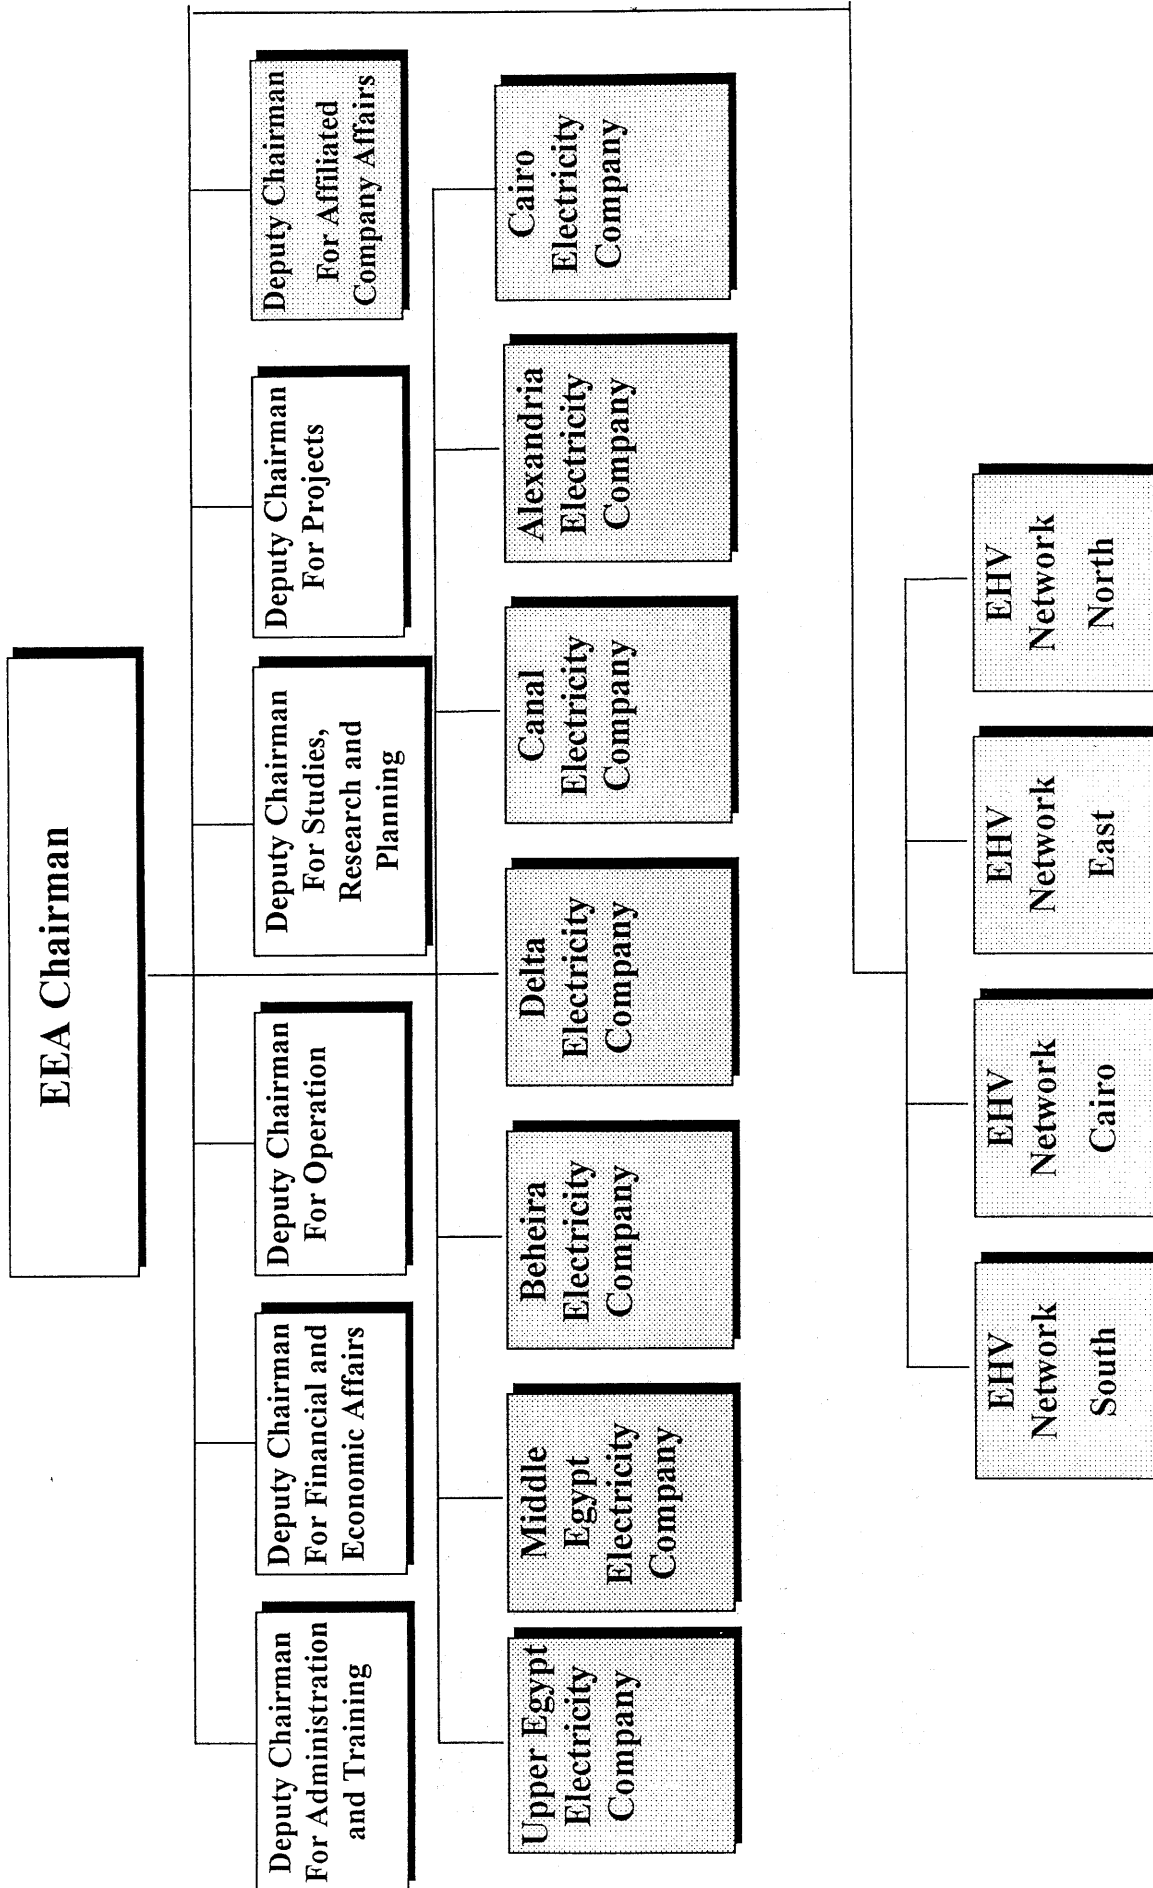 EEA Chairman
Deputy Chairman
For Administration
and Training
Deputy Chairman
For Financial and
Economic Affairs
Deputy Chairman
For Operation
Deputy Chairman
For Studies,
Research and
Planning
Deputy Chairman
For Projects
Deputy Chairman
For Affiliated
Company Affairs
Upper Egypt
Electricity
Company
Middle
Egypt
Electricity
Company
Beheira
Electricity
Company
Delta
Electricity
Company
Canal
Electricity
Company
Alexandria
Electricity
Company
Cairo
Electricity
Company
EHV
Network
South
EHV
Network
Cairo
EHV
Network
East
EHV
Network
North